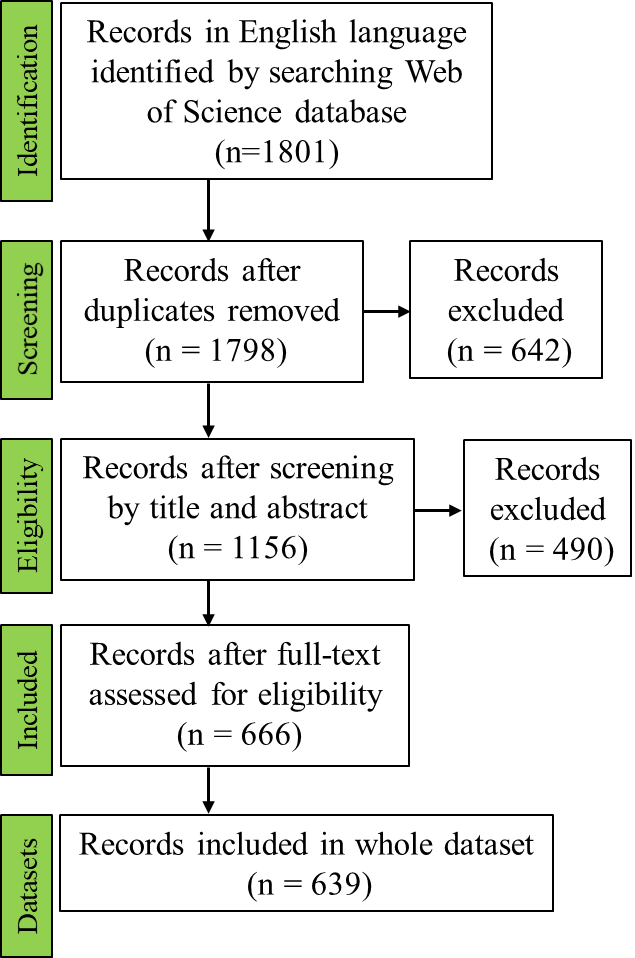 Identification
Records in English language
identified by searching Web
of Science database
(n=1801)
Screening
Records after
duplicates removed
(n = 1798)
Records
excluded
(n = 642)
Eligibility
Records after screening
by title and abstract
(n = 1156)
Records
excluded
(n = 490)
Included
Records after full-text
assessed for eligibility
(n = 666)
Datasets
Records included in whole dataset
(n = 639)